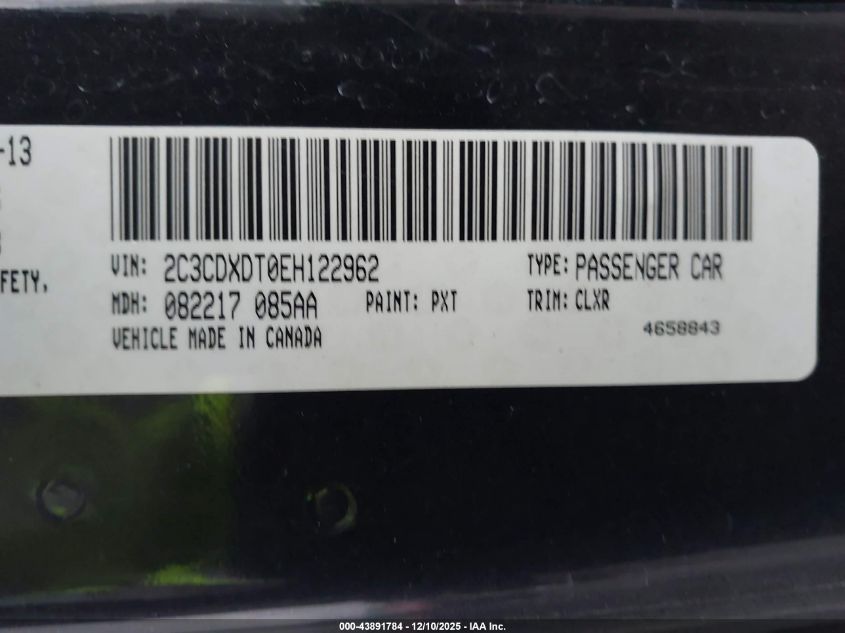 -13
FETY,
VIN: 2C3CDXDT0EH122962
TYPE: PASSENGER CAR
MDH: 082217 085AA
PAINT: PXT
TRIM: CLXR
VEHICLE MADE IN CANADA
4658843
000-43891784 - 12/10/2025 - IAA Inc.